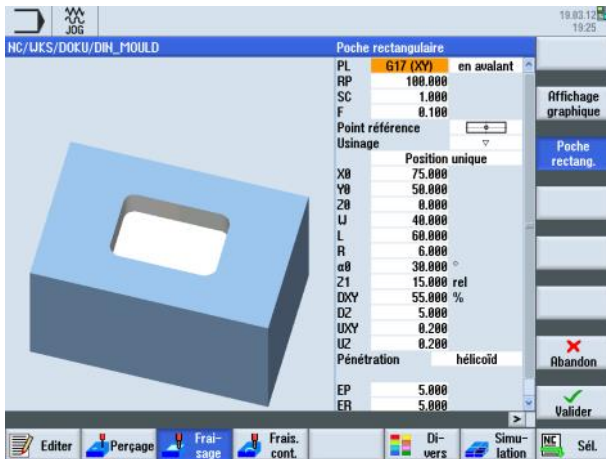 JOG
19.03.12
19:25
NC/WKS/DOKU/DIN_MOULD
Poche rectangulaire
PL G17 (XY) en avalant
RP 100.000
SC 1.000
F 0.100
Point référence
Usinage ▽
Position unique
X0 75.000
Y0 50.000
Z0 0.000
W 40.000
L 60.000
R 6.000
α0 30.000 °
Z1 15.000 rel
DXY 55.000 %
DZ 5.000
UXY 0.200
UZ 0.200
Pénétration hélicoïd
EP 5.000
ER 5.000
Affichage
graphique
Poche
rectang.
Abandon
Valider
>
Editer
Perçage
Frai-
sage
Frais.
cont.
Di-
vers
Simu-
lation
NC Sél.